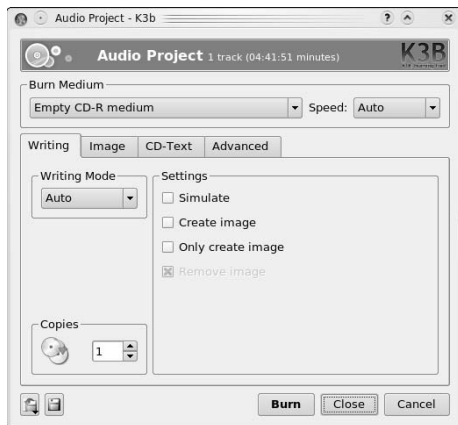 Audio Project - K3b
Audio Project 1 track (04:41:51 minutes)
K3B
Burn Medium
Empty CD-R medium Speed: Auto
Writing Image CD-Text Advanced
Writing Mode
Auto
Settings
Simulate
Create image
Only create image
Remove image
Copies
1
Burn Close Cancel